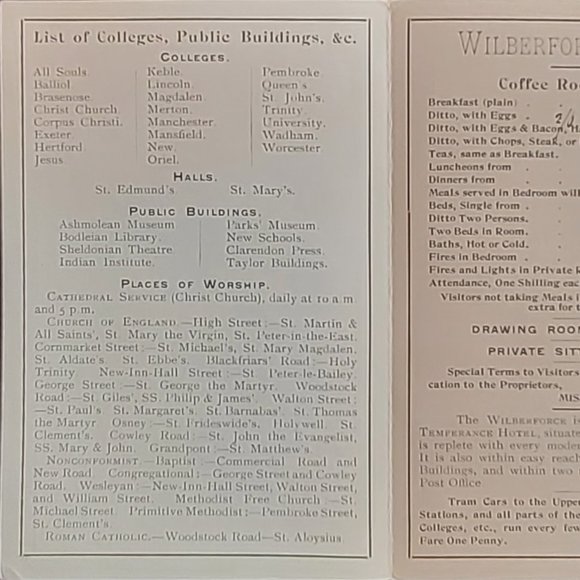 List of Colleges, Public Buildings, &c.
COLLEGES.
All Souls. Keble. Pembroke.
Balliol. Lincoln. Queen's
Brasenose. Magdalen. St. John's.
Christ Church. Merton. Trinity.
Corpus Christi. Manchester. University.
Exeter. Mansfield. Wadham.
Hertford. New. Worcester.
Jesus. Oriel.
HALLS.
St. Edmund's. St. Mary's.
PUBLIC BUILDINGS.
Ashmolean Museum. Parks' Museum.
Bodleian Library. New Schools.
Sheldonian Theatre. Clarendon Press.
Indian Institute. Taylor Buildings.
PLACES OF WORSHIP.
CATHEDRAL SERVICE (Christ Church), daily at 10 a m
and 5 p.m.
CHURCH OF ENGLAND.—High Street:—St. Martin &
All Saints', St. Mary the Virgin, St. Peter-in-the-East.
Cornmarket Street:—St. Michael's, St. Mary Magdalen.
St. Aldate's. St. Ebbe's. Blackfriars' Road:—Holy
Trinity. New-Inn-Hall Street:—St. Peter-le-Bailey.
George Street:—St. George the Martyr. Woodstock
Road:—St. Giles', SS. Philip & James'. Walton Street:
—St. Paul's St. Margaret's. St. Barnabas'. St. Thomas
the Martyr. Osney:—St. Frideswide's. Holywell St.
Clement's. Cowley Road:—St. John the Evangelist,
SS. Mary & John. Grandpont:—St. Matthew's.
NONCONFORMIST.—Baptist:—Commercial Road and
New Road. Congregational:—George Street and Cowley
Road. Wesleyan:—New-Inn-Hall Street, Walton Street,
and William Street. Methodist Free Church:—St.
Michael Street Primitive Methodist:—Pembroke Street,
St. Clement's.
ROMAN CATHOLIC.—Woodstock Road—St. Aloysius.
WILBERFOR
Coffee Roo
Breakfast (plain) .
Ditto, with Eggs . 2/
Ditto, with Eggs & Bacon,
Ditto, with Chops, Steak, or
Teas, same as Breakfast.
Luncheons from .
Dinners from .
Meals served in Bedroom will
Beds, Single from .
Ditto Two Persons.
Two Beds in Room.
Baths, Hot or Cold.
Fires in Bedroom .
Fires and Lights in Private R
Attendance, One Shilling eac
Visitors not taking Meals i
extra for t
DRAWING ROO
PRIVATE SIT
Special Terms to Visitors
cation to the Proprietors,
MIS
The WILBERFORCE is
TEMPERANCE HOTEL, situate
is replete with every mode
It is also within easy reac
Buildings, and within two
Post Office.
Tram Cars to the Uppe
Stations, and all parts of the
Colleges, etc., run every few
Fare One Penny.